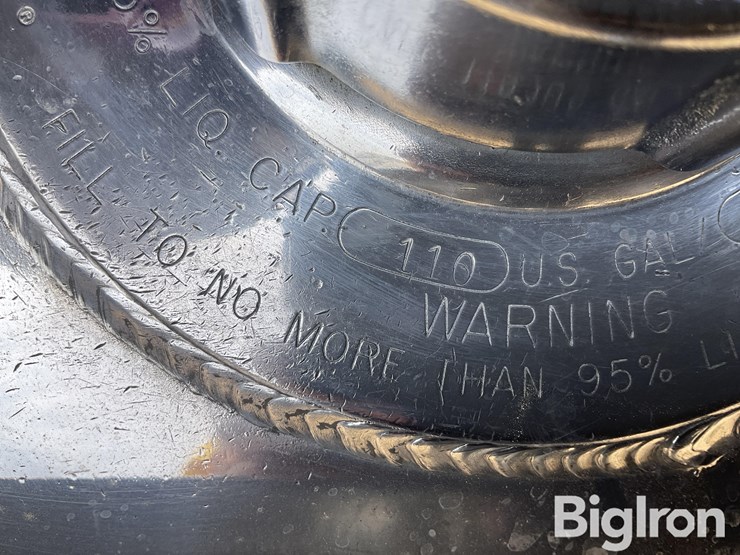 % LIQ. CAP. 110 U.S. GAL/
WARNING
FILL TO NO MORE THAN 95%
®
BigIron